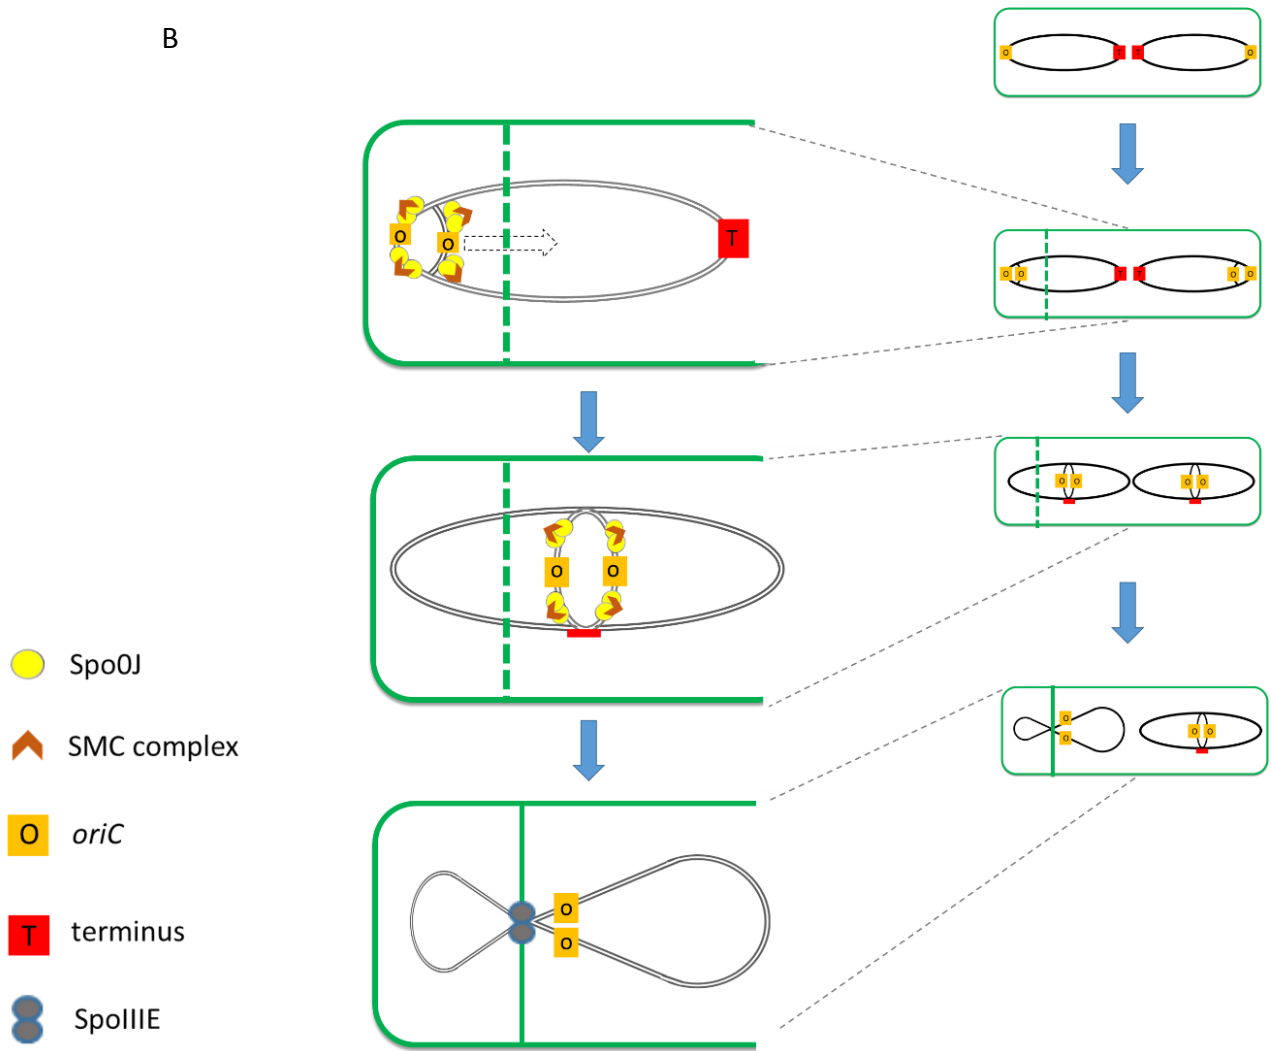 B
O T T O
O O T
O O T T O O
O O O O
O O
O O O O
O
O
Spo0J
SMC complex
O oriC
T terminus
SpoIIIE